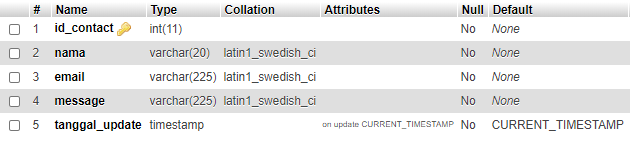 # Name Type Collation Attributes Null Default
1 id_contact int(11) No None
2 nama varchar(20) latin1_swedish_ci No None
3 email varchar(225) latin1_swedish_ci No None
4 message varchar(225) latin1_swedish_ci No None
5 tanggal_update timestamp on update CURRENT_TIMESTAMP No CURRENT_TIMESTAMP